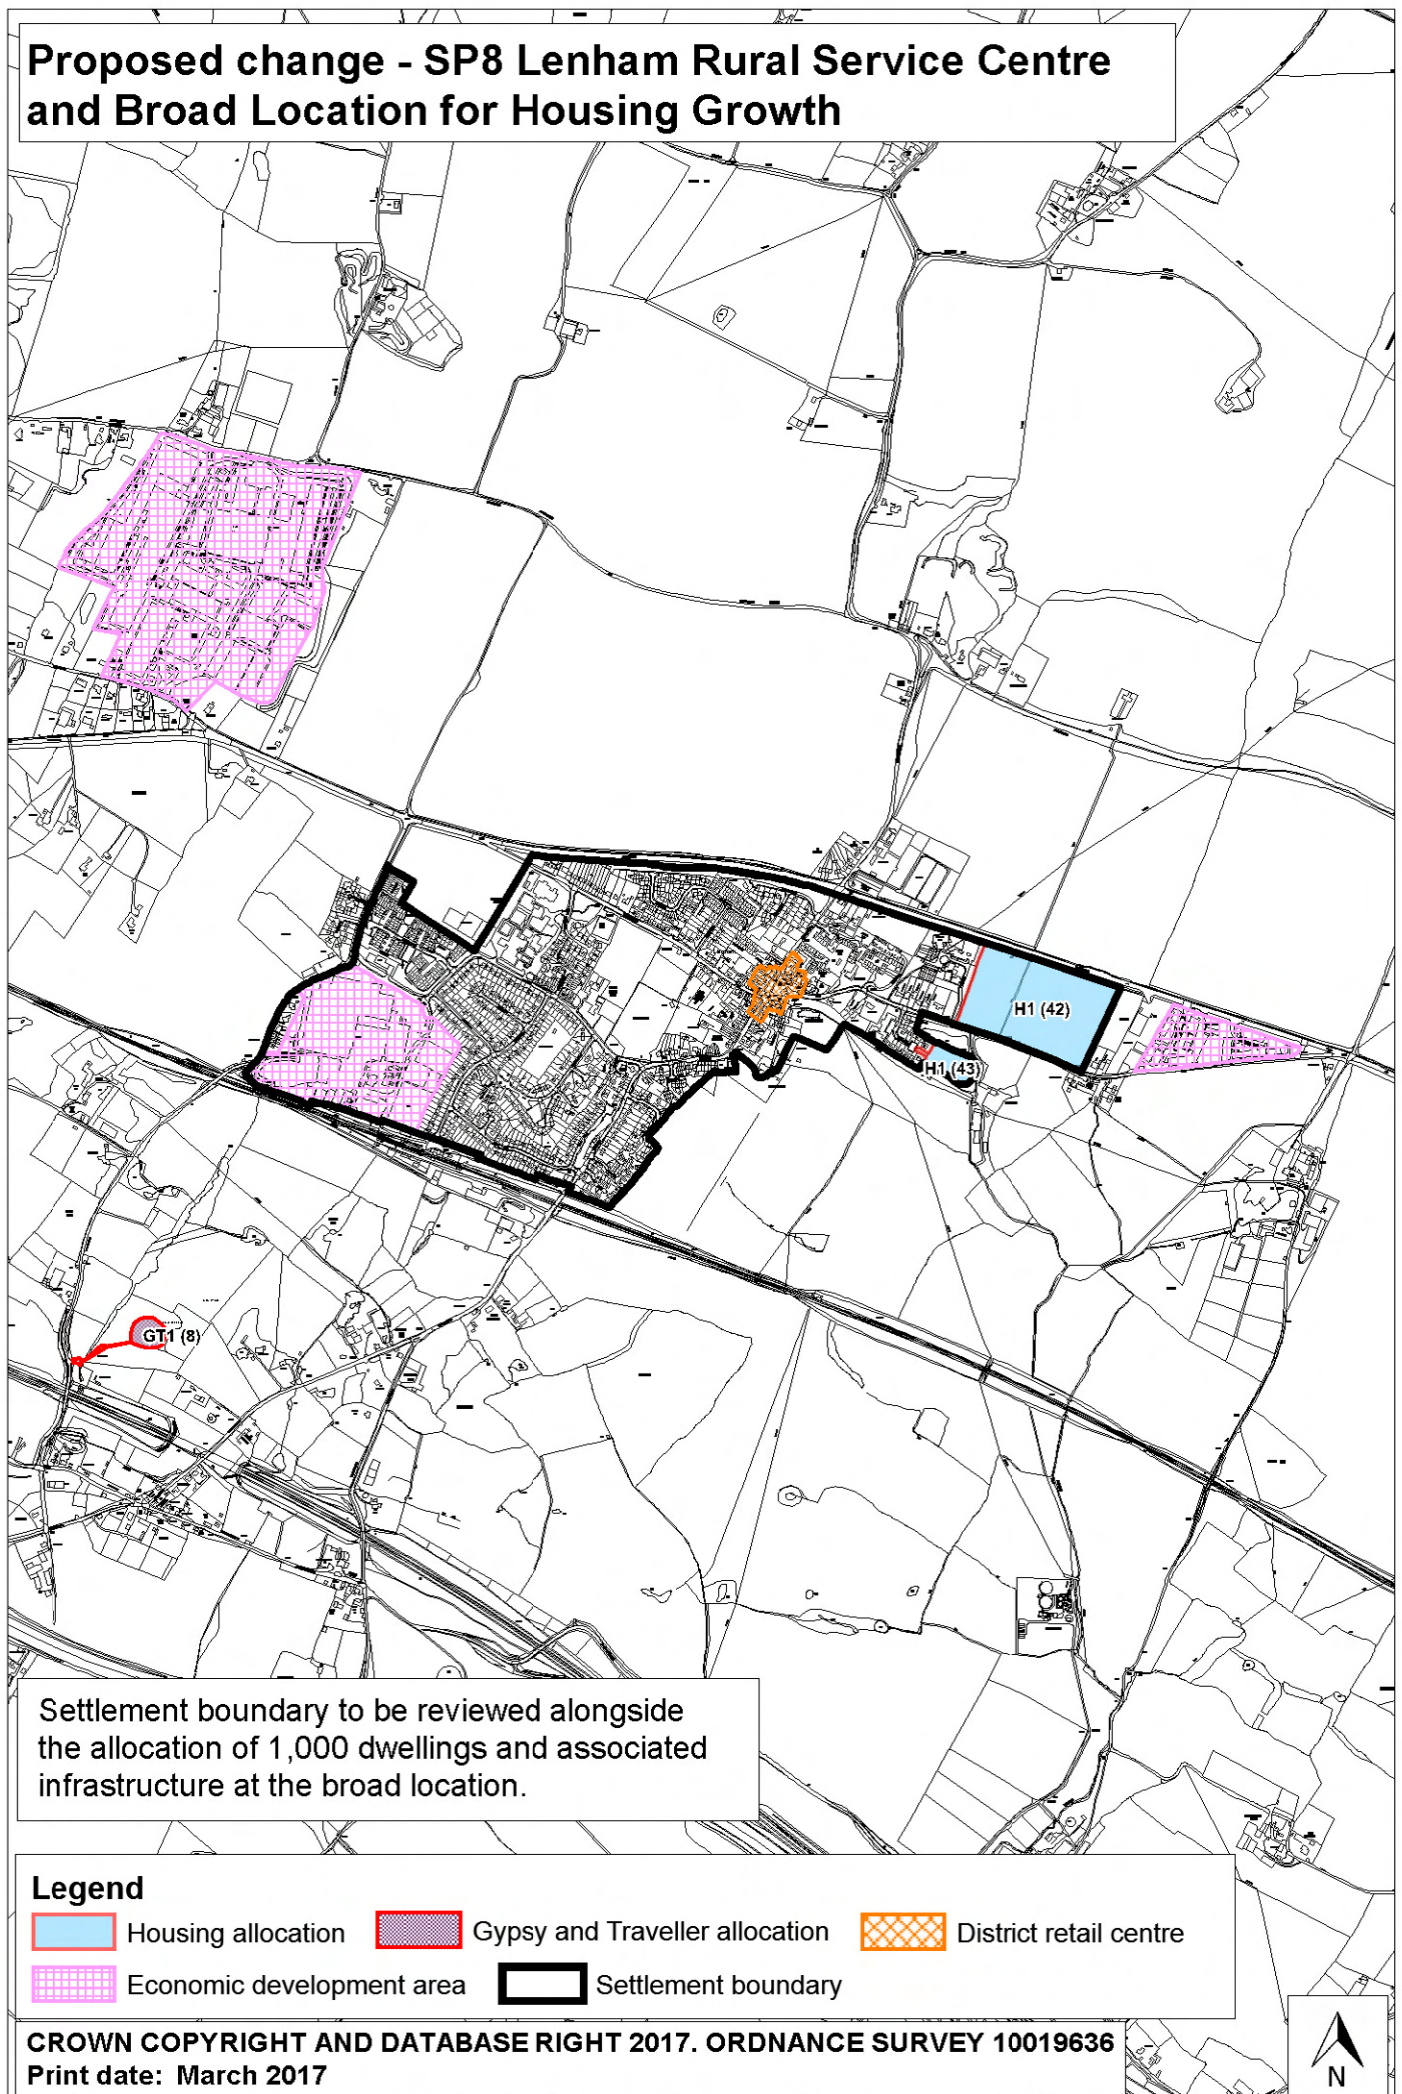 Proposed change - SP8 Lenham Rural Service Centre
and Broad Location for Housing Growth
H1 (42)
H1 (43)
GT1 (8)
Settlement boundary to be reviewed alongside
the allocation of 1,000 dwellings and associated
infrastructure at the broad location.
Legend
Housing allocation
Gypsy and Traveller allocation
District retail centre
Economic development area
Settlement boundary
CROWN COPYRIGHT AND DATABASE RIGHT 2017. ORDNANCE SURVEY 10019636
Print date: March 2017
N